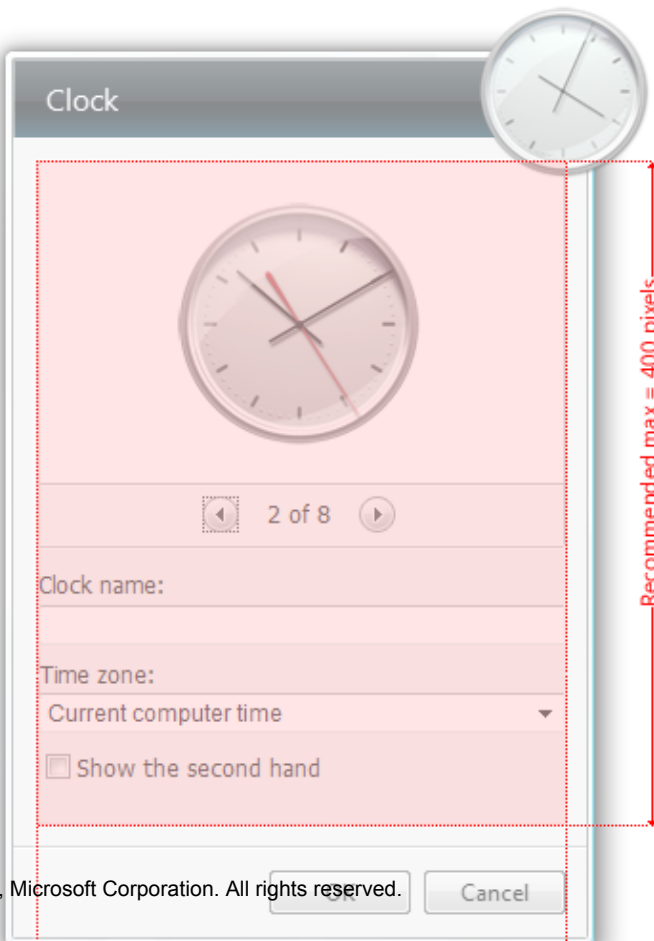 Clock
Recommended max = 400 pixels
2 of 8
Clock name:
Time zone:
Current computer time
Show the second hand
, Microsoft Corporation. All rights reserved.
OK
Cancel